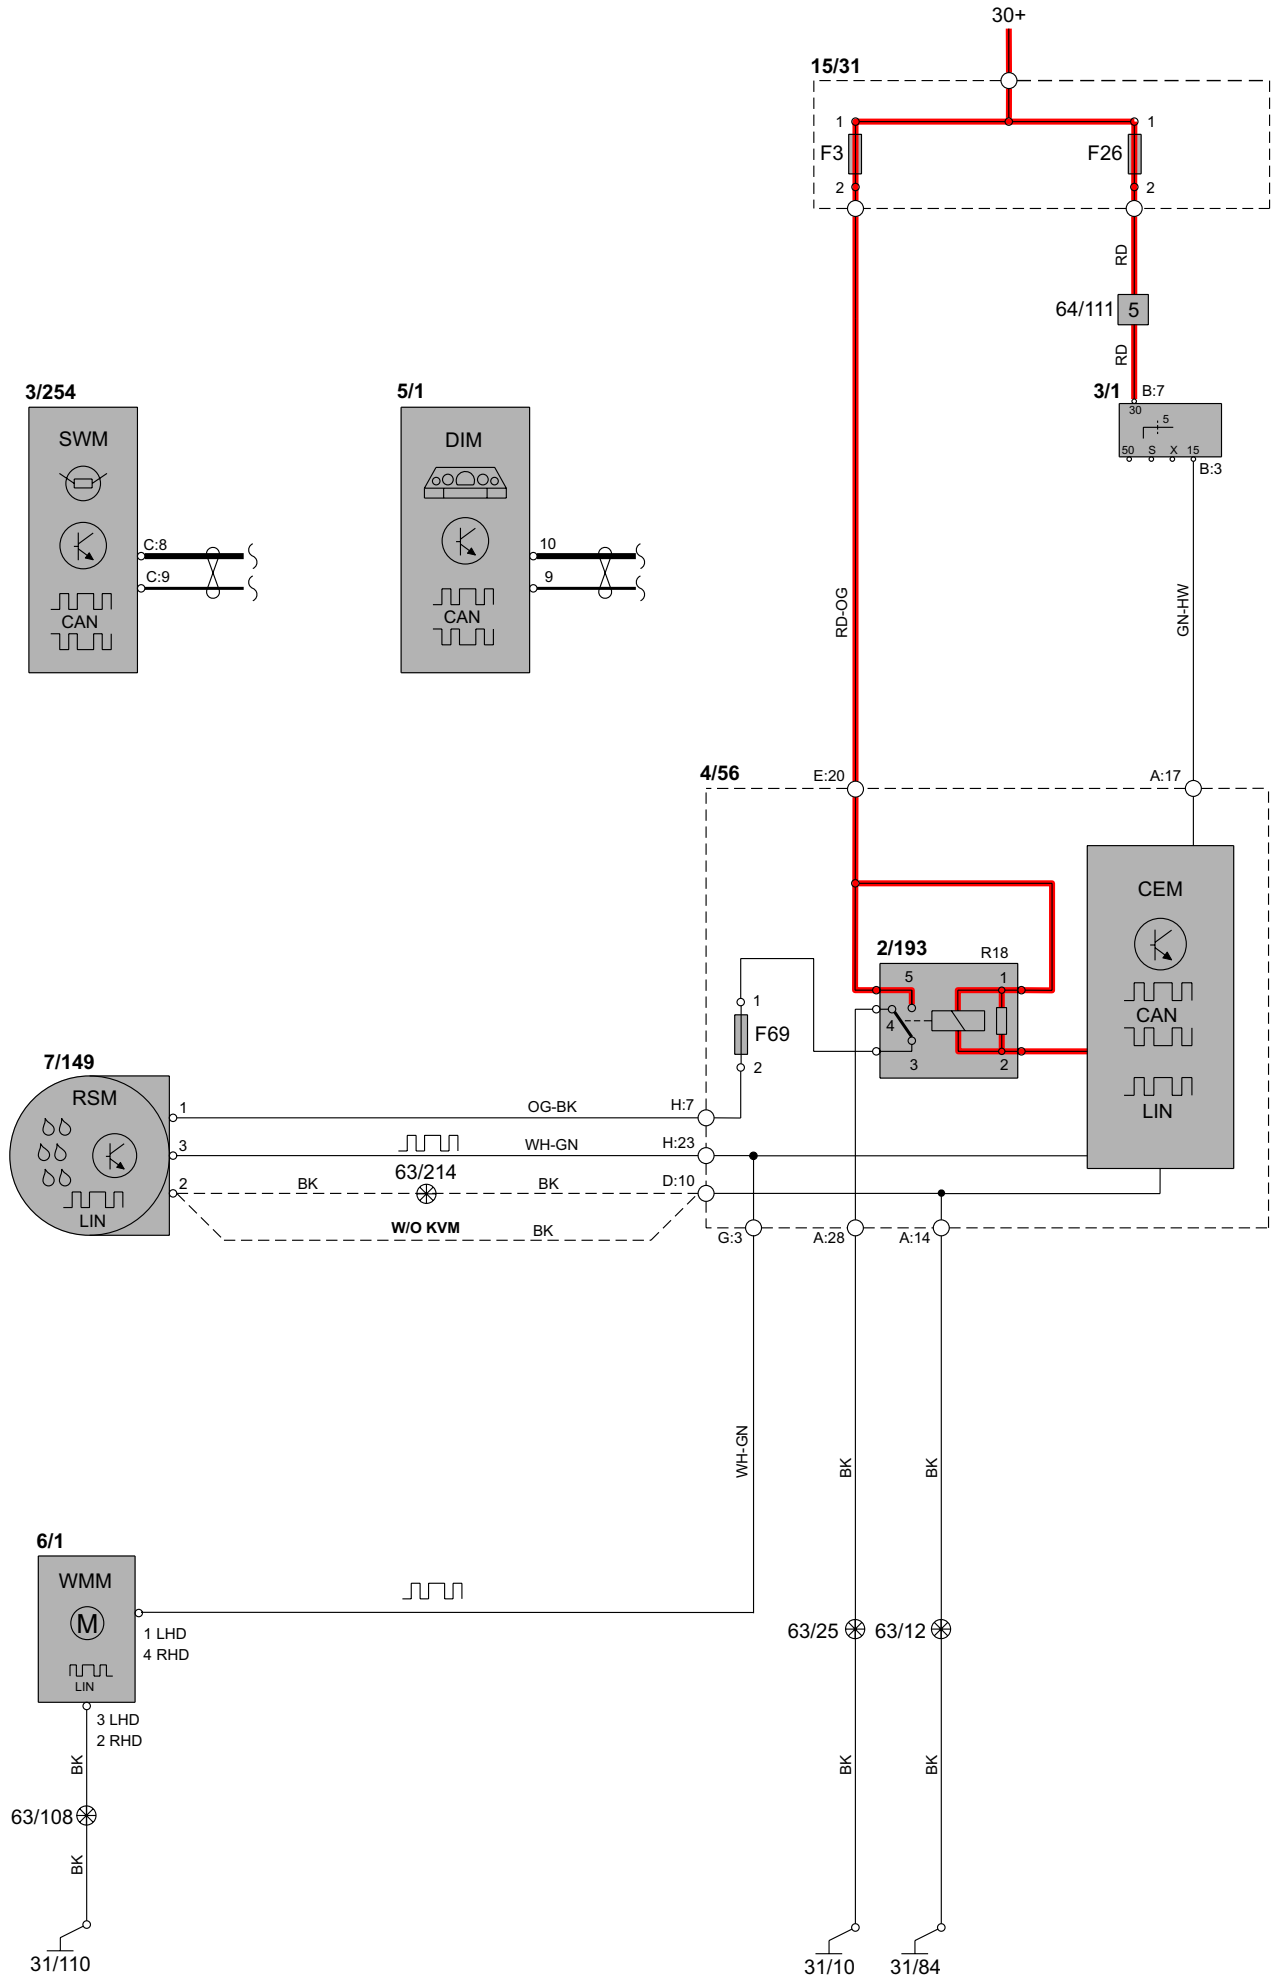 30+
15/31
1
1
F3
F26
2
2
RD
64/111
5
RD
3/254
5/1
3/1
B:7
30
5
50 S X 15
B:3
SWM
DIM
C:8
10
C:9
9
CAN
CAN
RD-OG
GN-HW
4/56
E:20
A:17
CEM
2/193
R18
5
1
1
F69
4
CAN
2
3
2
7/149
RSM
LIN
1
OG-BK
H:7
3
WH-GN
H:23
63/214
2
BK
BK
D:10
LIN
W/O KVM
BK
G:3
A:28
A:14
WH-GN
BK
BK
6/1
WMM
M
1 LHD
4 RHD
LIN
63/25
63/12
3 LHD
2 RHD
BK
BK
BK
63/108
BK
31/110
31/10
31/84